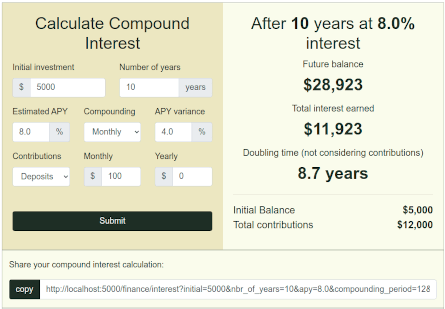 Calculate Compound
Interest
Initial investment
Number of years
$ 5000
10 years
Estimated APY
Compounding
APY variance
8.0 %
Monthly
4.0 %
Contributions
Monthly
Yearly
Deposits
$ 100
$ 0
Submit
After 10 years at 8.0%
interest
Future balance
$28,923
Total interest earned
$11,923
Doubling time (not considering contributions)
8.7 years
Initial Balance $5,000
Total contributions $12,000
Share your compound interest calculation:
copy http://localhost:5000/finance/interest?initial=5000&nbr_of_years=10&apy=8.0&compounding_period=12&